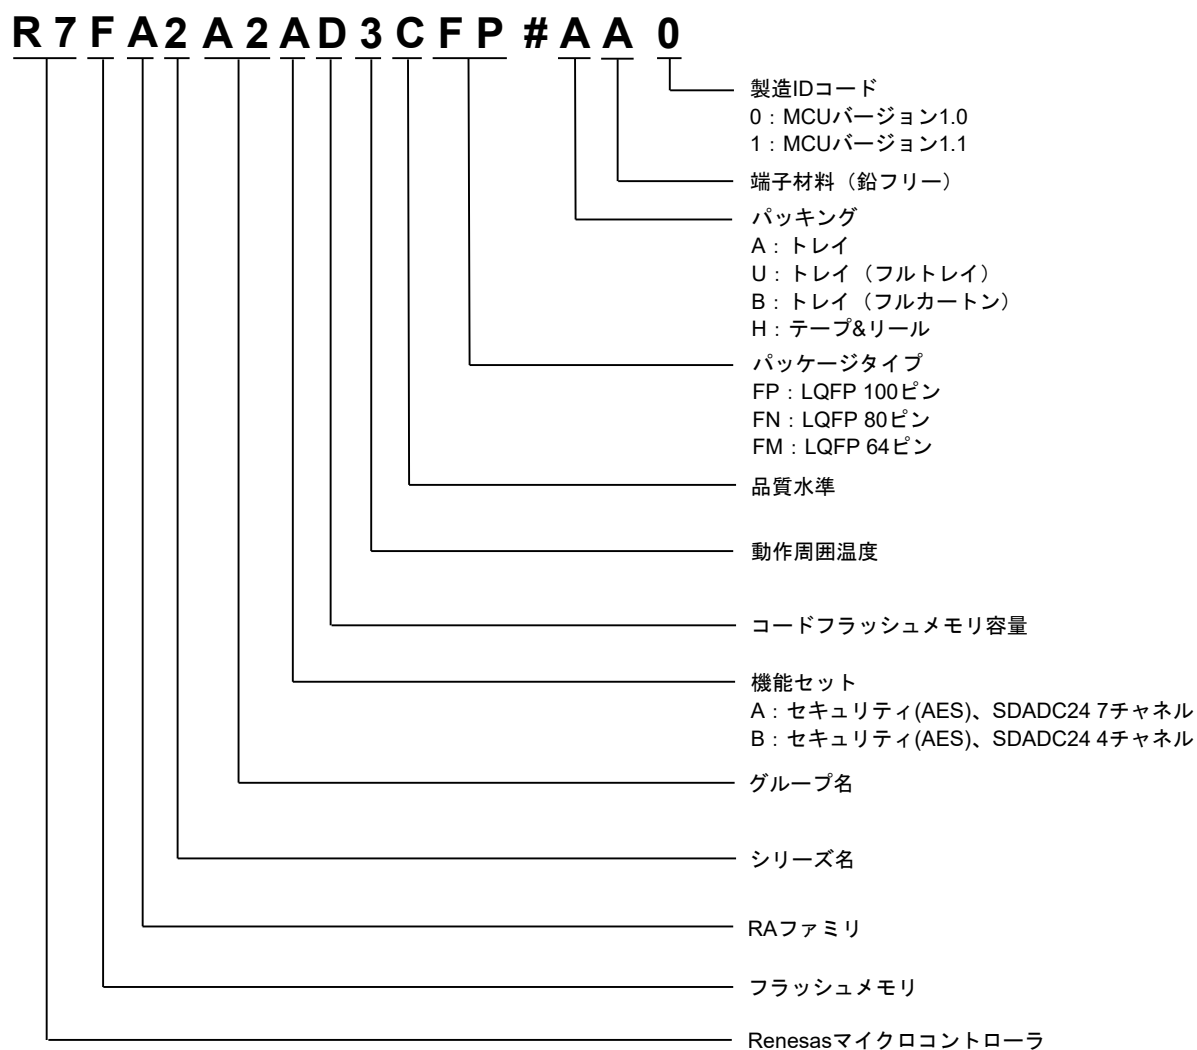 R7FA2A2AD3CFP#AA0
製造IDコード
0：MCUバージョン1.0
1：MCUバージョン1.1
端子材料（鉛フリー）
パッキング
A：トレイ
U：トレイ（フルトレイ）
B：トレイ（フルカートン）
H：テープ&リール
パッケージタイプ
FP：LQFP 100ピン
FN：LQFP 80ピン
FM：LQFP 64ピン
品質水準
動作周囲温度
コードフラッシュメモリ容量
機能セット
A：セキュリティ(AES)、SDADC24 7チャネル
B：セキュリティ(AES)、SDADC24 4チャネル
グループ名
シリーズ名
RAファミリ
フラッシュメモリ
Renesasマイクロコントローラ